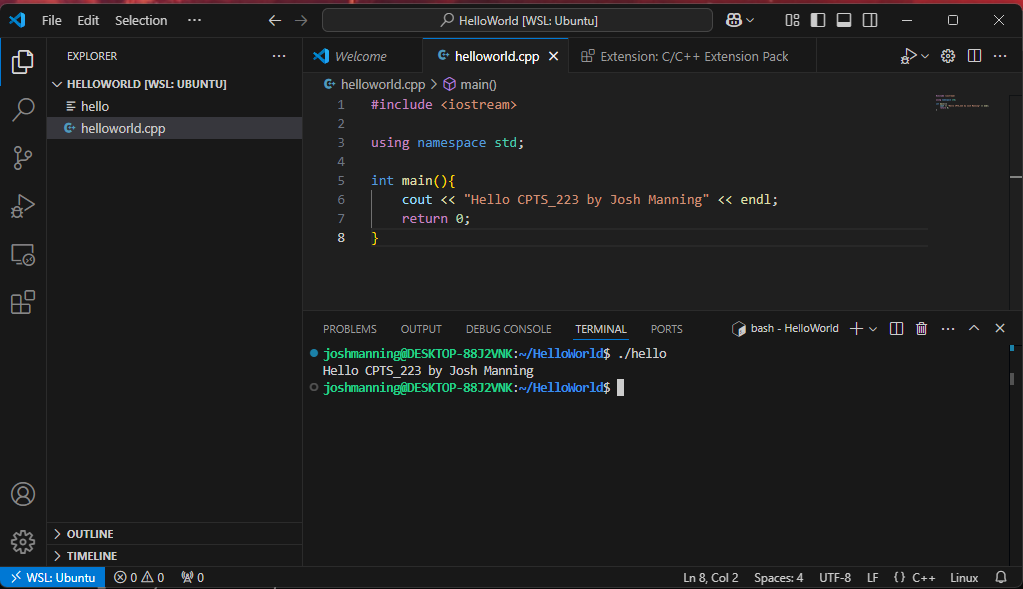 File Edit Selection ··· HelloWorld [WSL: Ubuntu]
EXPLORER ···
HELLOWORLD [WSL: UBUNTU]
hello
helloworld.cpp
OUTLINE
TIMELINE
Welcome helloworld.cpp Extension: C/C++ Extension Pack ···
helloworld.cpp > main()
1 #include <iostream>
2
3 using namespace std;
4
5 int main(){
6 cout << "Hello CPTS_223 by Josh Manning" << endl;
7 return 0;
8 }
PROBLEMS OUTPUT DEBUG CONSOLE TERMINAL PORTS bash - HelloWorld ···
joshmanning@DESKTOP-88J2VNK:~/HelloWorld$ ./hello
Hello CPTS_223 by Josh Manning
joshmanning@DESKTOP-88J2VNK:~/HelloWorld$
WSL: Ubuntu 0 0 0 Ln 8, Col 2 Spaces: 4 UTF-8 LF {} C++ Linux